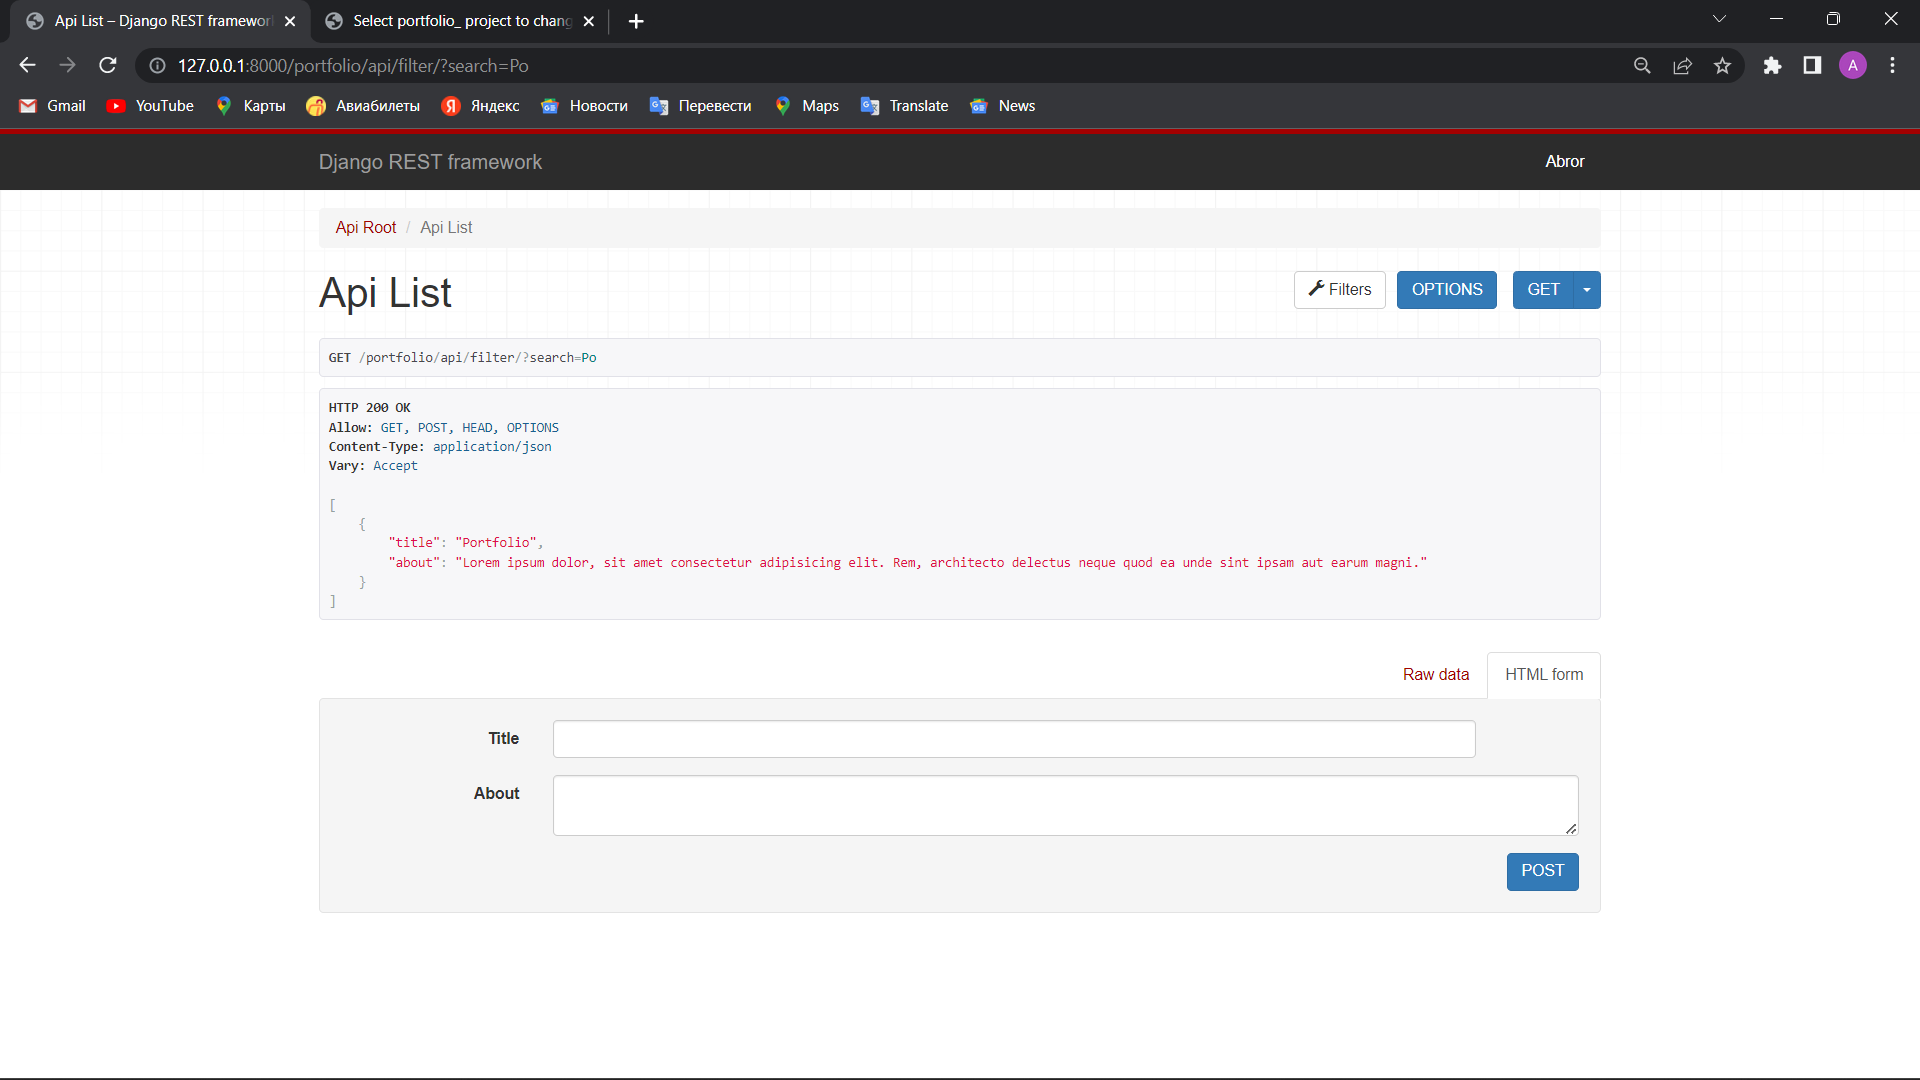 Api List – Django REST framewor
Select portfolio_ project to chang
127.0.0.1:8000/portfolio/api/filter/?search=Po
A
Gmail
YouTube
Карты
Авиабилеты
Яндекс
Новости
Перевести
Maps
Translate
News
Django REST framework
Abror
Api Root / Api List
Api List
Filters
OPTIONS
GET
GET /portfolio/api/filter/?search=Po
HTTP 200 OK
Allow: GET, POST, HEAD, OPTIONS
Content-Type: application/json
Vary: Accept
[
{
"title": "Portfolio",
"about": "Lorem ipsum dolor, sit amet consectetur adipisicing elit. Rem, architecto delectus neque quod ea unde sint ipsam aut earum magni."
}
]
Raw data
HTML form
Title
About
POST